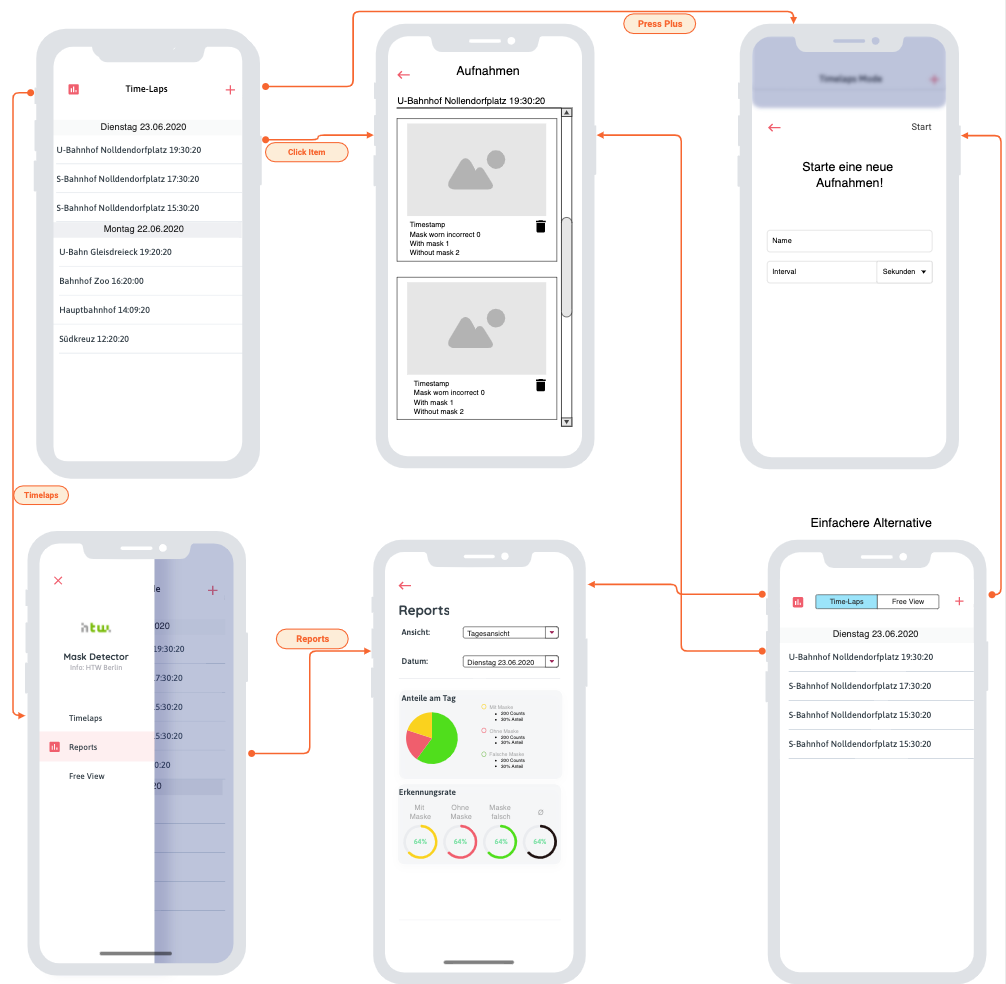 Press Plus
Time-Laps
Dienstag 23.06.2020
U-Bahnhof Nolldendorfplatz 19:30:20
S-Bahnhof Nolldendorfplatz 17:30:20
S-Bahnhof Nolldendorfplatz 15:30:20
Montag 22.06.2020
U-Bahn Gleisdreieck 19:20:20
Bahnhof Zoo 16:20:00
Hauptbahnhof 14:09:20
Südkreuz 12:20:20
Click Item
Aufnahmen
U-Bahnhof Nollendorfplatz 19:30:20
Timestamp
Mask worn incorrect 0
With mask 1
Without mask 2
Timestamp
Mask worn incorrect 0
With mask 1
Without mask 2
Timelaps Mode
Start
Starte eine neue
Aufnahmen!
Name
Interval
Sekunden
Timelaps
htw.
Mask Detector
Info: HTW Berlin
Timelaps
Reports
Free View
le
020
19:30:20
7:30:20
5:30:20
5:30:20
0:20
20
Reports
Reports
Ansicht:
Tagesansicht
Datum:
Dienstag 23.06.2020
Anteile am Tag
Mit Maske
200 Counts
30% Anteil
Ohne Maske
200 Counts
30% Anteil
Falsche Marke
200 Counts
30% Anteil
Erkennungsrate
Mit
Maske
Ohne
Maske
Maske
falsch
Ø
64%
64%
64%
64%
Einfachere Alternative
Time-Laps
Free View
Dienstag 23.06.2020
U-Bahnhof Nolldendorfplatz 19:30:20
S-Bahnhof Nolldendorfplatz 17:30:20
S-Bahnhof Nolldendorfplatz 15:30:20
S-Bahnhof Nolldendorfplatz 15:30:20